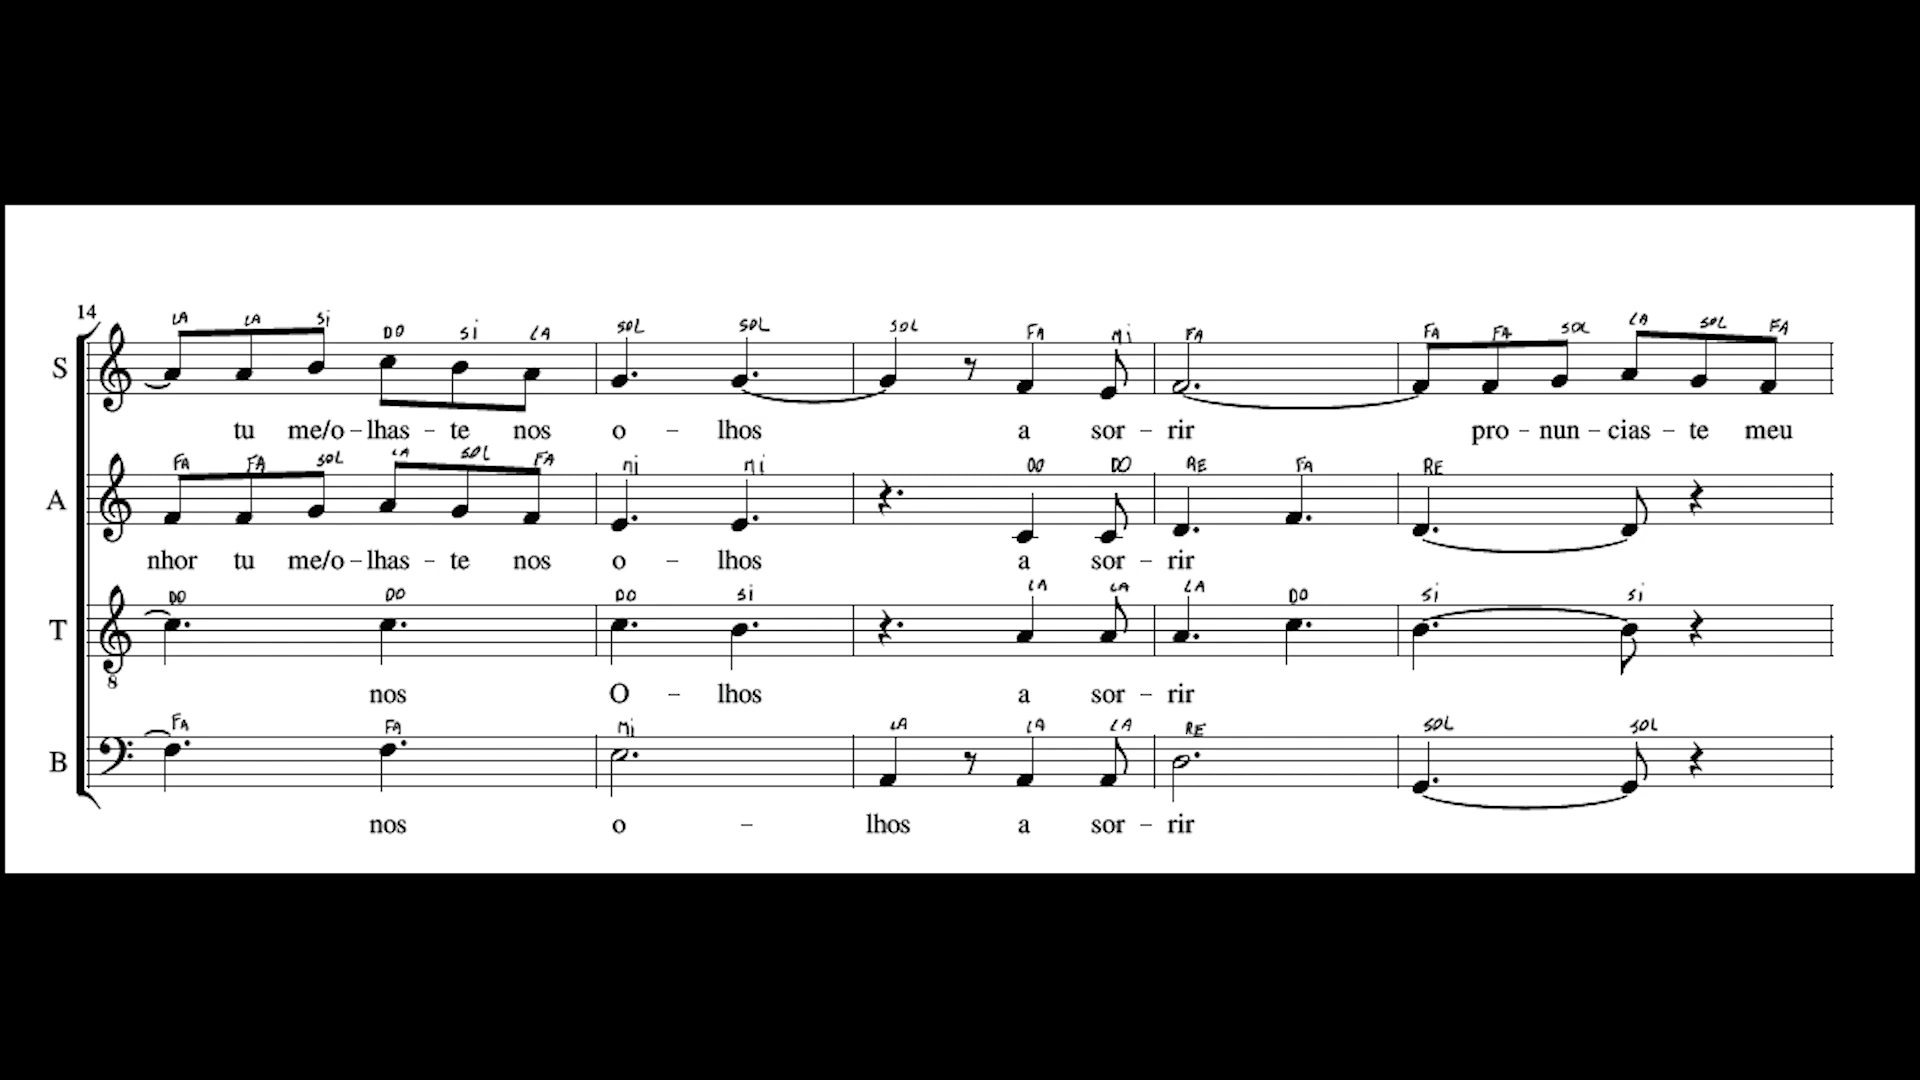 14
LA LA Si DO Si LA SOL SOL SOL FA Mi FA FA FA SOL LA SOL FA
S
tu me/o – lhas – te nos o – lhos a sor – rir pro – nun – cias – te meu
FA FA SOL LA SOL FA Mi Mi DO DO RE FA RE
A
nhor tu me/o – lhas – te nos o – lhos a sor – rir
DO DO DO Si LA LA LA DO Si Si
T
8
nos O – lhos a sor – rir
FA FA Mi LA LA LA RE SOL SOL
B
nos o – lhos a sor – rir